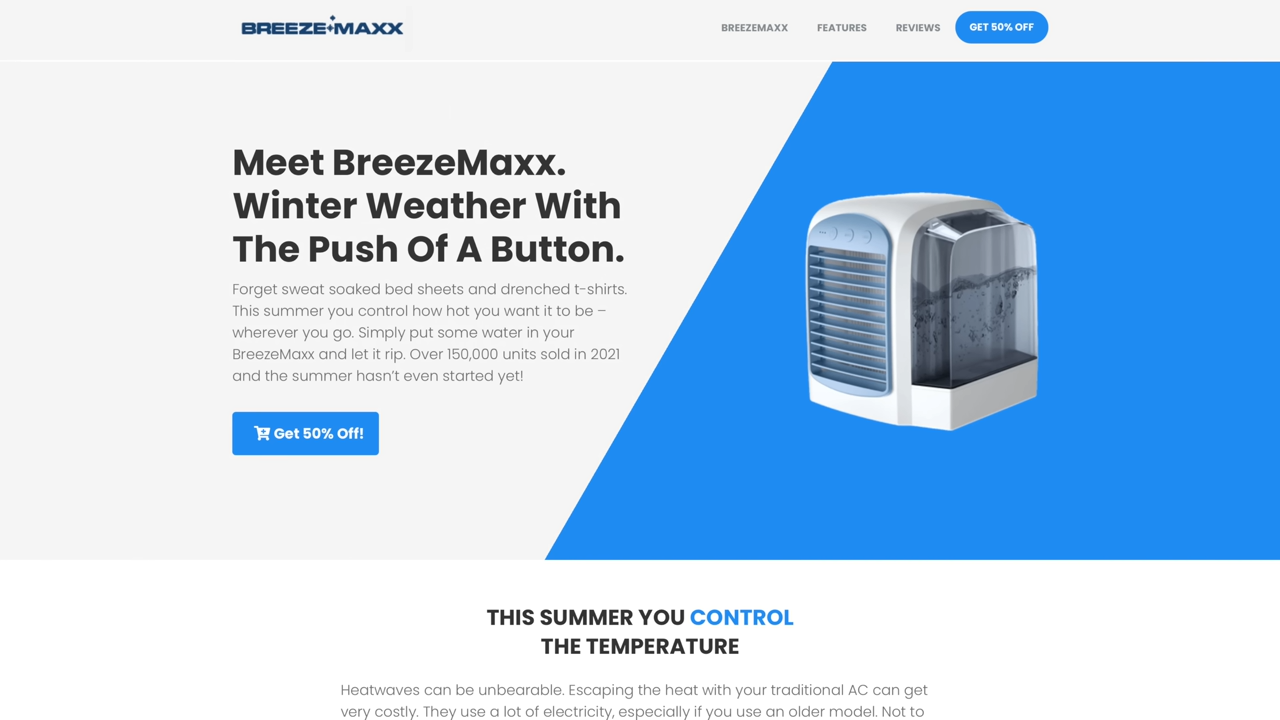 BREEZE MAXX
BREEZEMAXX
FEATURES
REVIEWS
GET 50% OFF
Meet BreezeMaxx.
Winter Weather With
The Push Of A Button.
Forget sweat soaked bed sheets and drenched t-shirts.
This summer you control how hot you want it to be –
wherever you go. Simply put some water in your
BreezeMaxx and let it rip. Over 150,000 units sold in 2021
and the summer hasn’t even started yet!
Get 50% Off!
THIS SUMMER YOU CONTROL
THE TEMPERATURE
Heatwaves can be unbearable. Escaping the heat with your traditional AC can get
very costly. They use a lot of electricity, especially if you use an older model. Not to